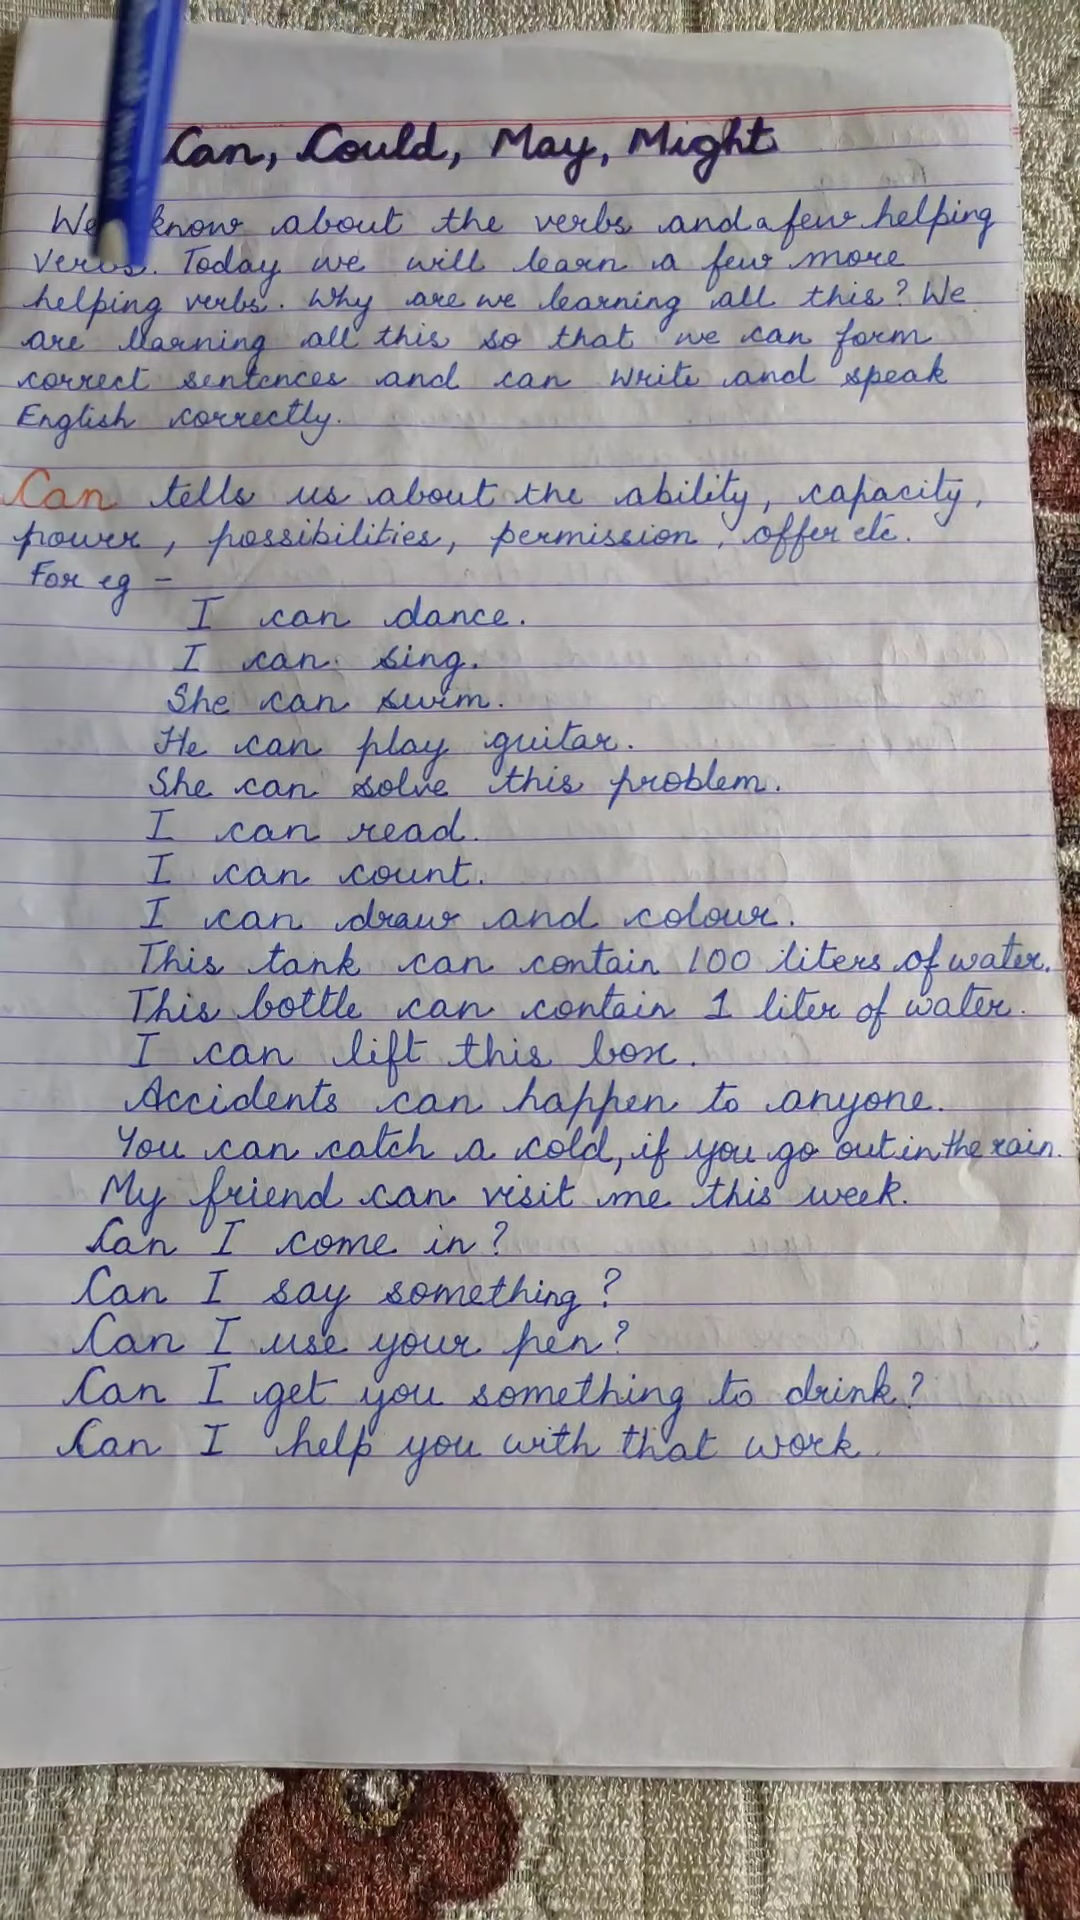 Can, Could, May, Might
We know about the verbs and a few helping
verbs. Today we will learn a few more
helping verbs. Why are we learning all this? We
are learning all this so that we can form
correct sentences and can write and speak
English correctly.
Can tells us about the ability, capacity,
power, possibilities, permission, offer etc.
For eg -
I can dance.
I can sing.
She can swim.
He can play guitar.
She can solve this problem.
I can read.
I can count.
I can draw and colour.
This tank can contain 100 liters of water.
This bottle can contain 1 liter of water.
I can lift this box.
Accidents can happen to anyone.
You can catch a cold, if you go out in the rain.
My friend can visit me this week.
Can I come in?
Can I say something?
Can I use your pen?
Can I get you something to drink?
Can I help you with that work